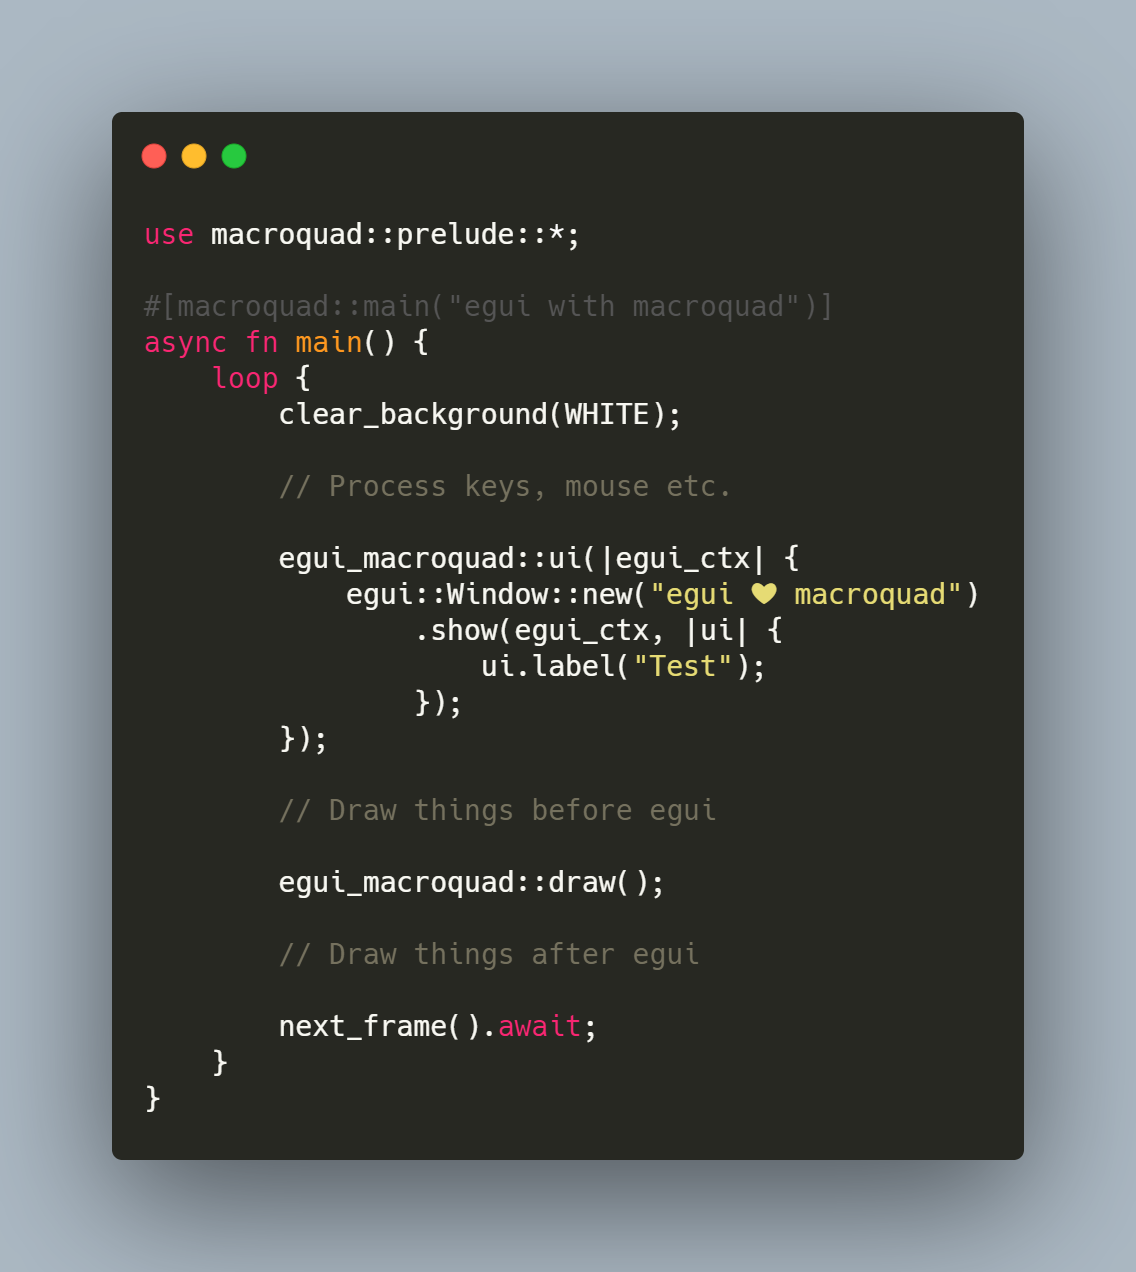 use macroquad::prelude::*;

#[macroquad::main("egui with macroquad")]
async fn main() {
    loop {
        clear_background(WHITE);

        // Process keys, mouse etc.

        egui_macroquad::ui(|egui_ctx| {
            egui::Window::new("egui ❤ macroquad")
                .show(egui_ctx, |ui| {
                    ui.label("Test");
                });
        });

        // Draw things before egui

        egui_macroquad::draw();

        // Draw things after egui

        next_frame().await;
    }
}